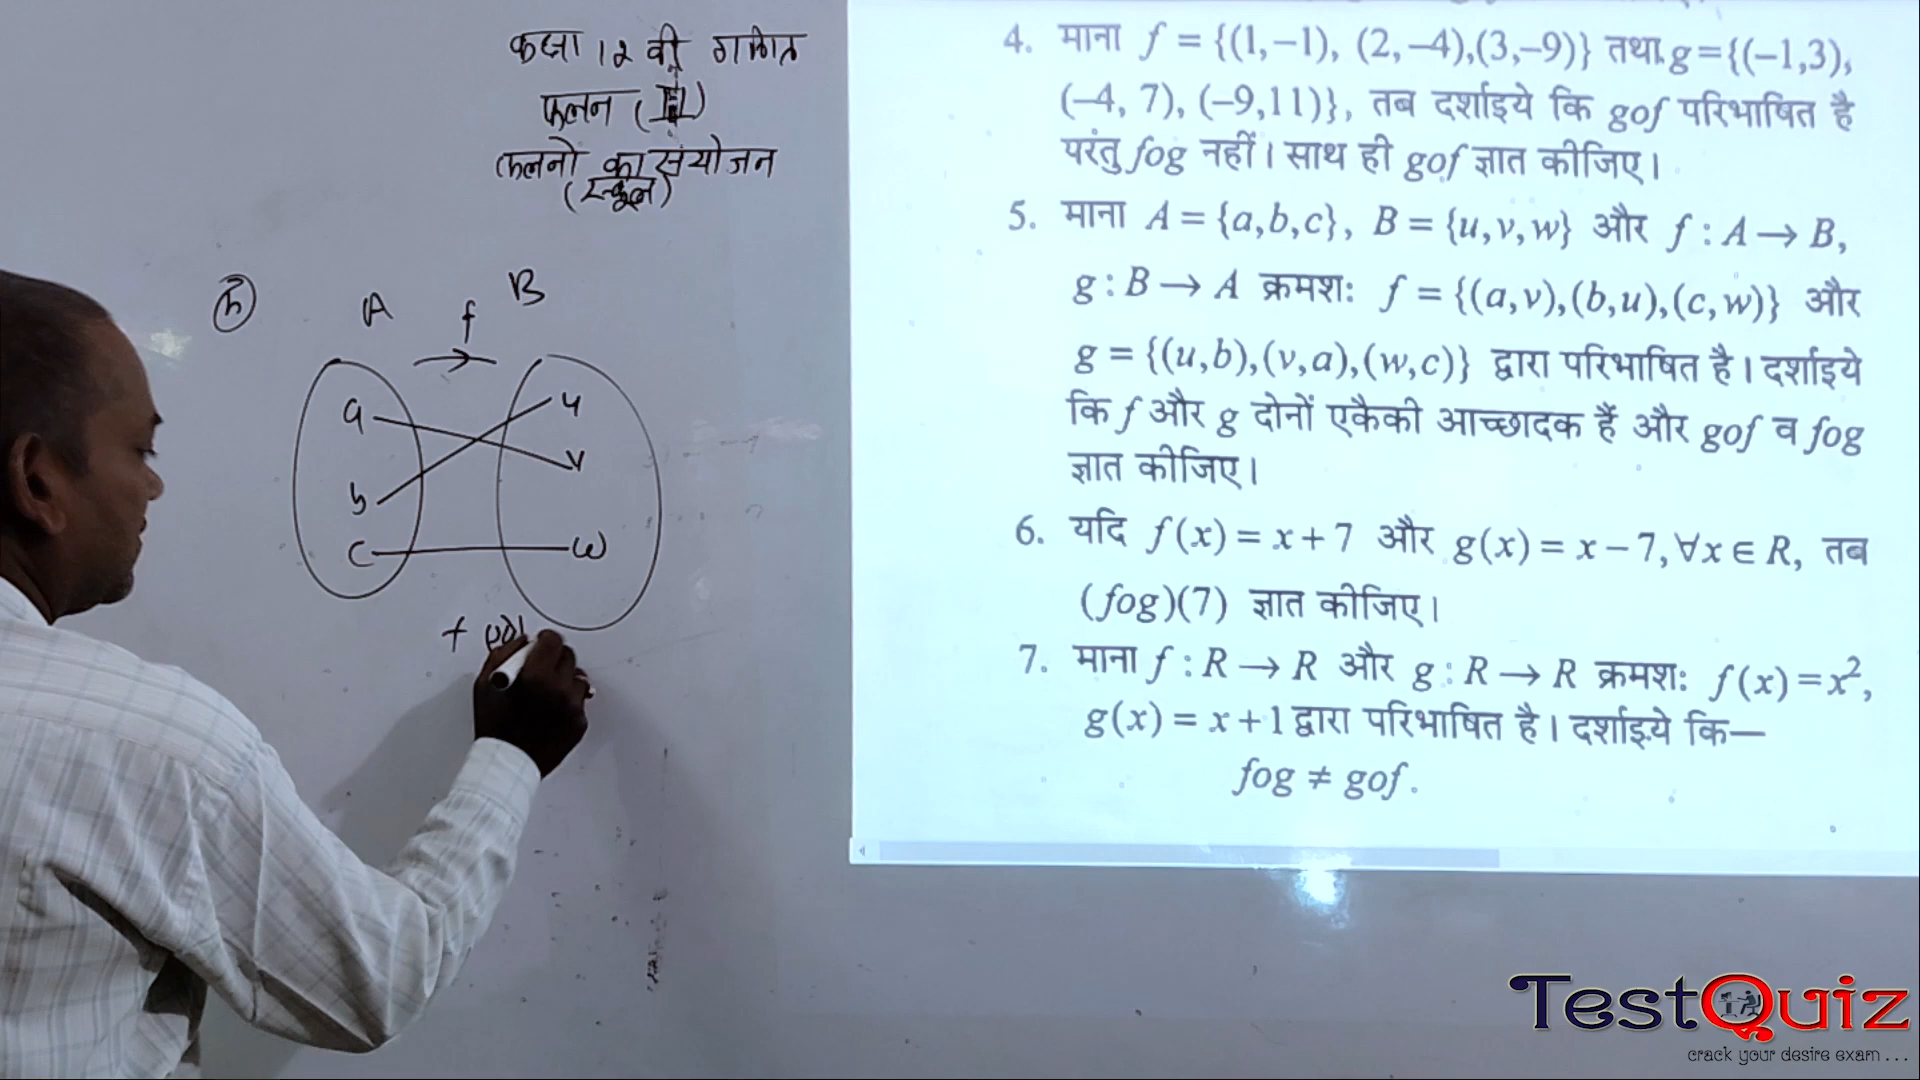 कक्षा 12 वी गणित
फलन (II)
फलनो का संयोजन
(स्कूल)
A f B
a u
b v
c w
f
4. माना f = {(1,−1), (2,−4),(3,−9)} तथा g={(−1,3),
(−4, 7), (−9,11)}, तब दर्शाइये कि gof परिभाषित है
परंतु fog नहीं। साथ ही gof ज्ञात कीजिए।
5. माना A = {a,b,c}, B = {u,v,w} और f : A → B,
g : B → A क्रमशः f = {(a,v),(b,u),(c,w)} और
g = {(u,b),(v,a),(w,c)} द्वारा परिभाषित है। दर्शाइये
कि f और g दोनों एकैकी आच्छादक हैं और gof व fog
ज्ञात कीजिए।
6. यदि f(x) = x + 7 और g(x) = x − 7, ∀x ∈ R, तब
(fog)(7) ज्ञात कीजिए।
7. माना f : R → R और g : R → R क्रमशः f(x) = x²,
g(x) = x + 1 द्वारा परिभाषित है। दर्शाइये कि—
fog ≠ gof.
TestQuiz
crack your desire exam . . .